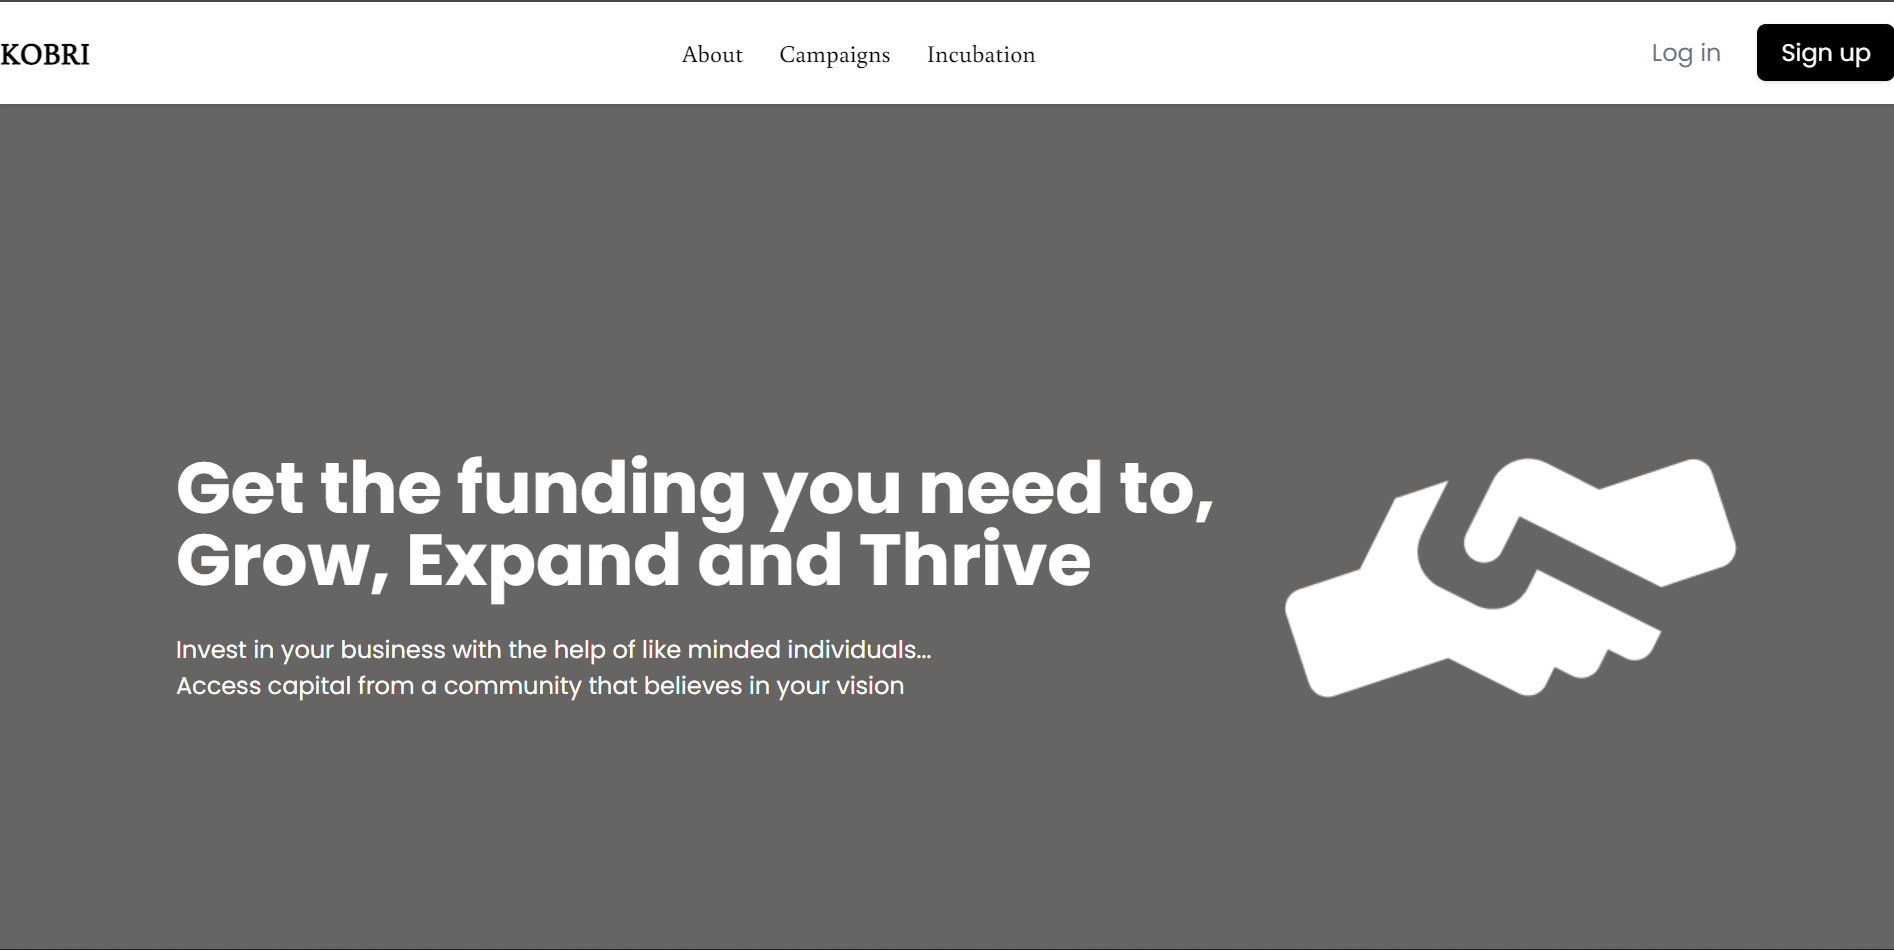 KOBRI
About Campaigns Incubation
Log in Sign up
Get the funding you need to,
Grow, Expand and Thrive
Invest in your business with the help of like minded individuals...
Access capital from a community that believes in your vision